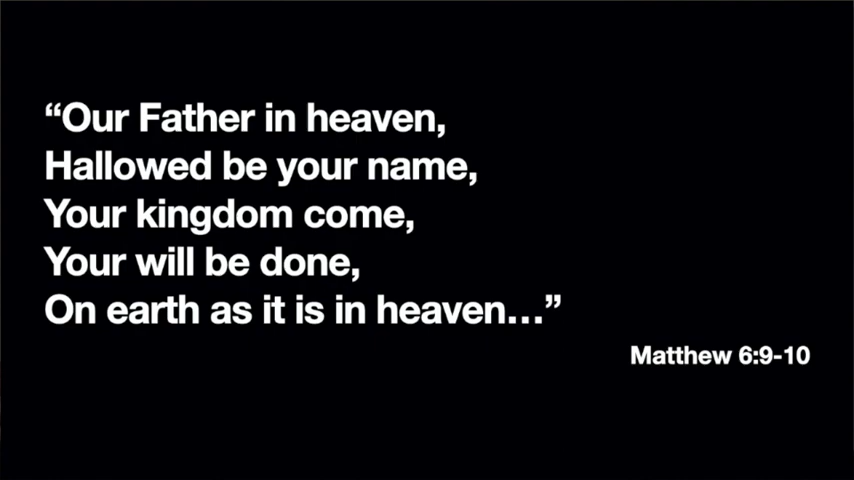 “Our Father in heaven,
Hallowed be your name,
Your kingdom come,
Your will be done,
On earth as it is in heaven…”
Matthew 6:9-10